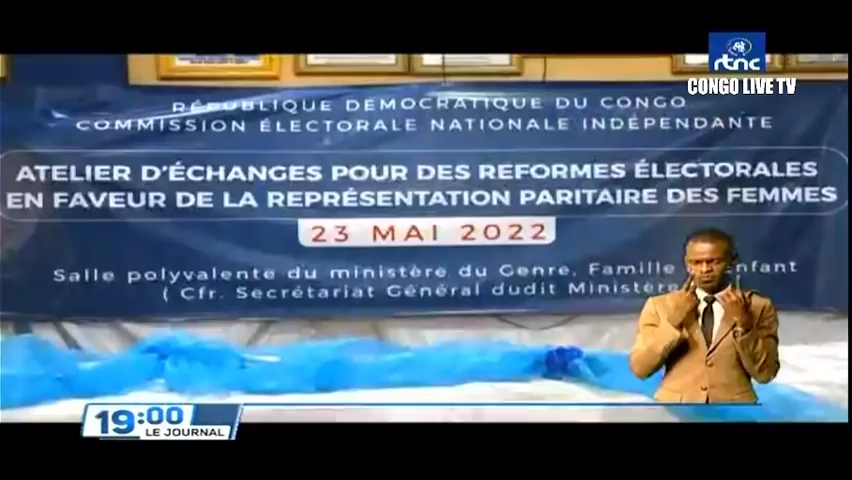 rtnc
CONGO LIVE TV
RÉPUBLIQUE DÉMOCRATIQUE DU CONGO
COMMISSION ÉLECTORALE NATIONALE INDÉPENDANTE
ATELIER D'ÉCHANGES POUR DES REFORMES ÉLECTORALES
EN FAVEUR DE LA REPRÉSENTATION PARITAIRE DES FEMMES
23 MAI 2022
Salle polyvalente du ministère du Genre, Famille
( Cfr. Secrétariat Général dudit Ministère
19:00
LE JOURNAL